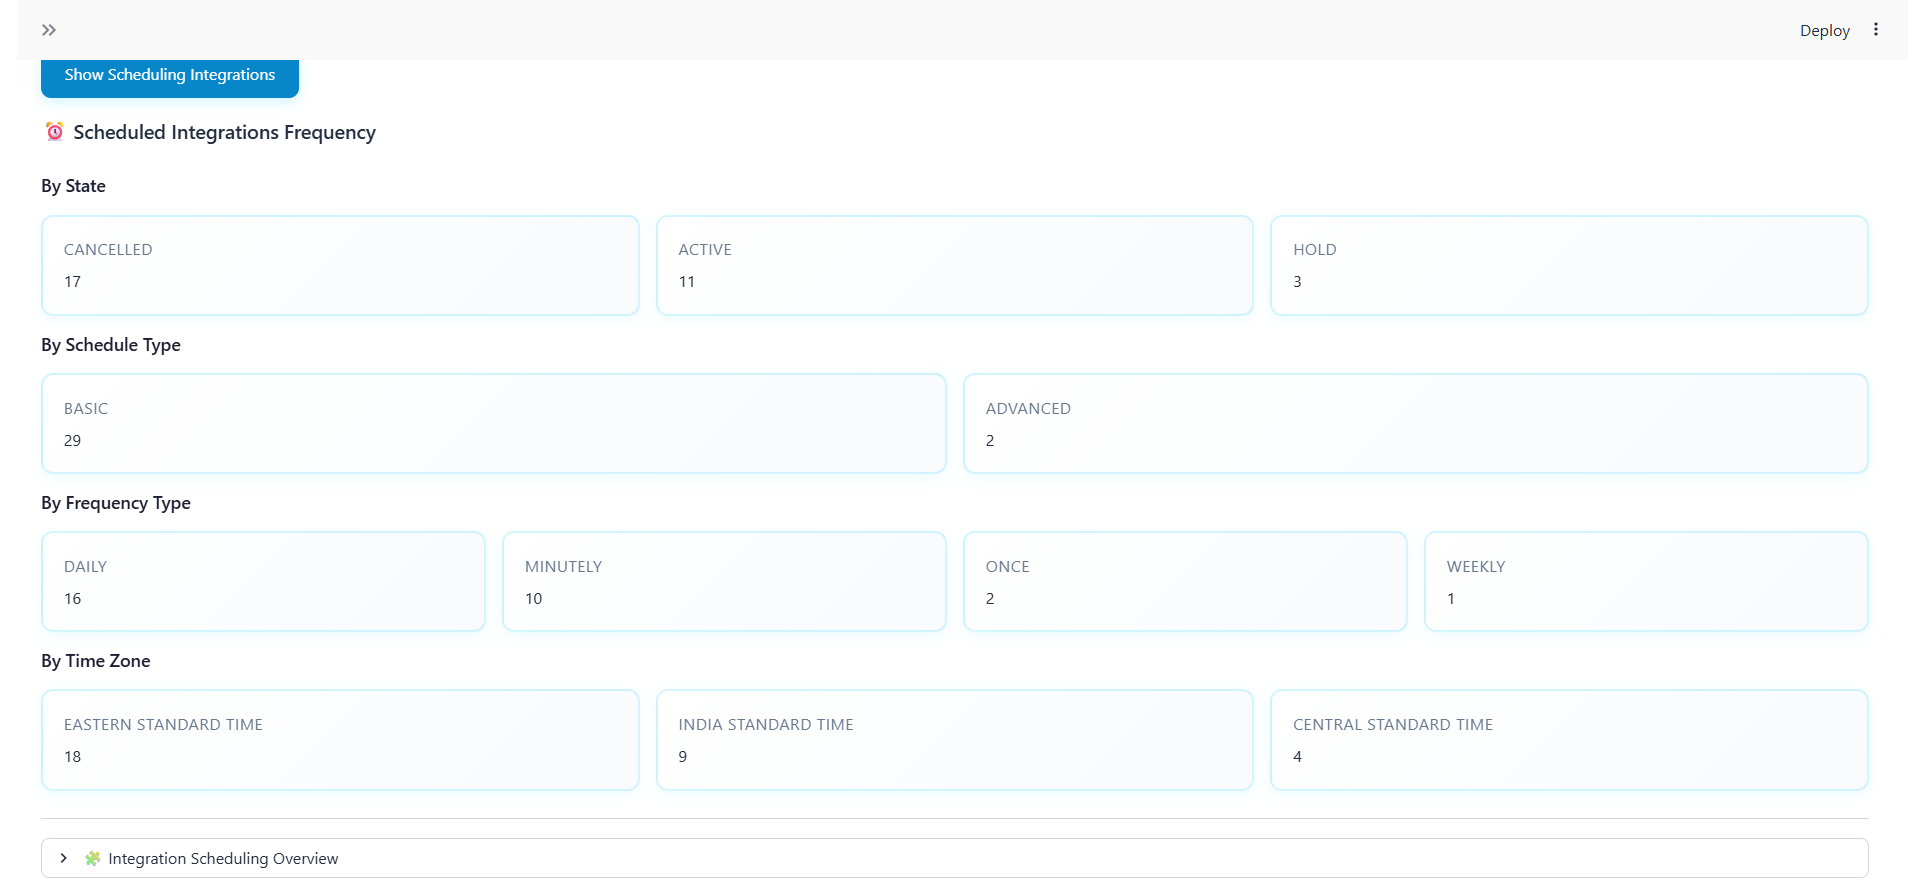 Deploy
Show Scheduling Integrations
Scheduled Integrations Frequency
By State
CANCELLED
17
ACTIVE
11
HOLD
3
By Schedule Type
BASIC
29
ADVANCED
2
By Frequency Type
DAILY
16
MINUTELY
10
ONCE
2
WEEKLY
1
By Time Zone
EASTERN STANDARD TIME
18
INDIA STANDARD TIME
9
CENTRAL STANDARD TIME
4
Integration Scheduling Overview